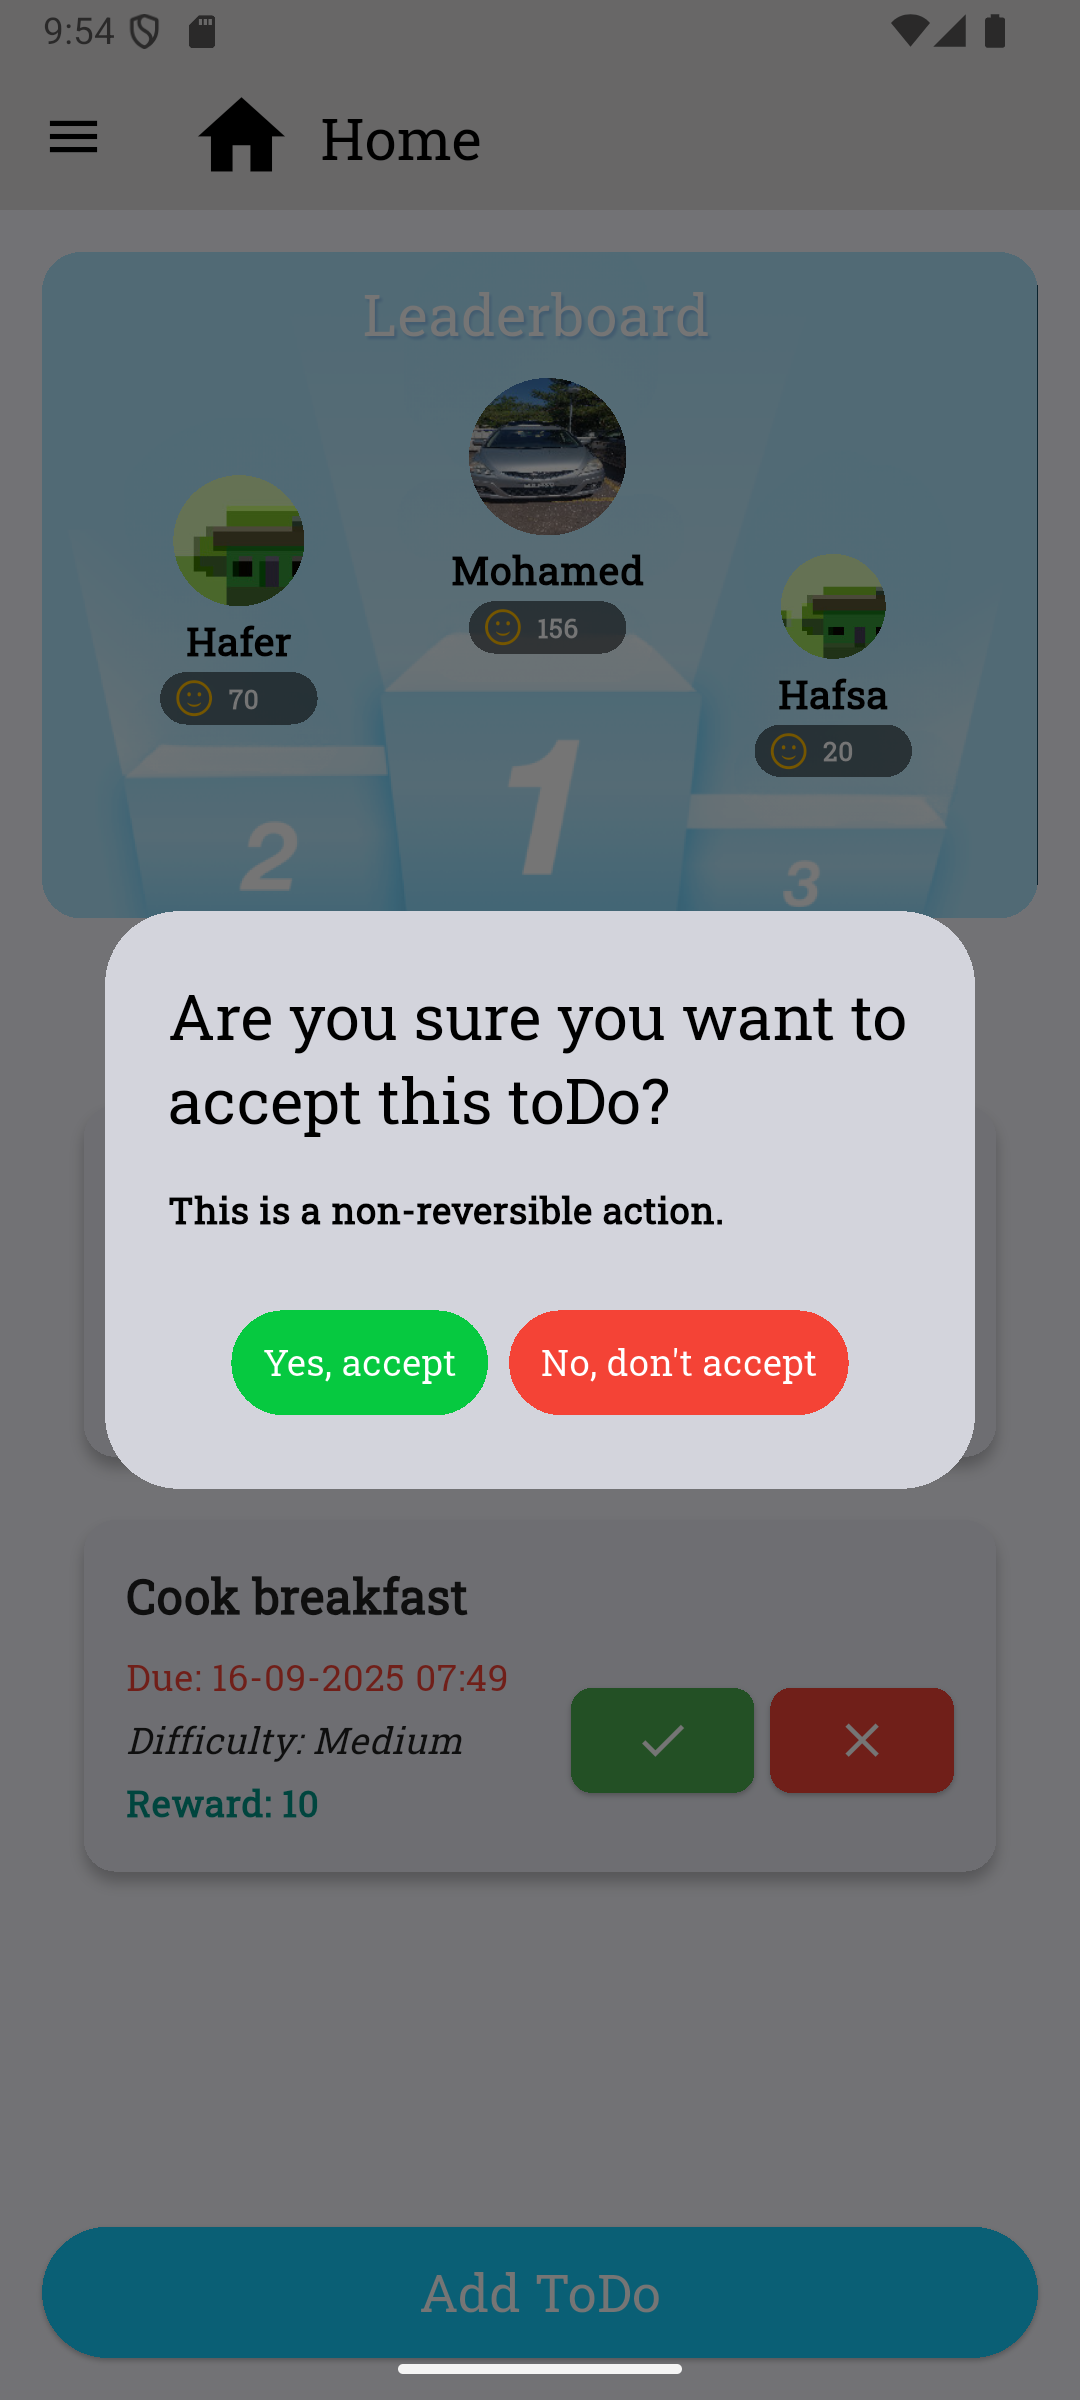 9:54
Home
Leaderboard
Mohamed
156
Hafer
70
Hafsa
20
1
2
3
Are you sure you want to
accept this toDo?
This is a non-reversible action.
Yes, accept
No, don't accept
Cook breakfast
Due: 16-09-2025 07:49
Difficulty: Medium
Reward: 10
Add ToDo